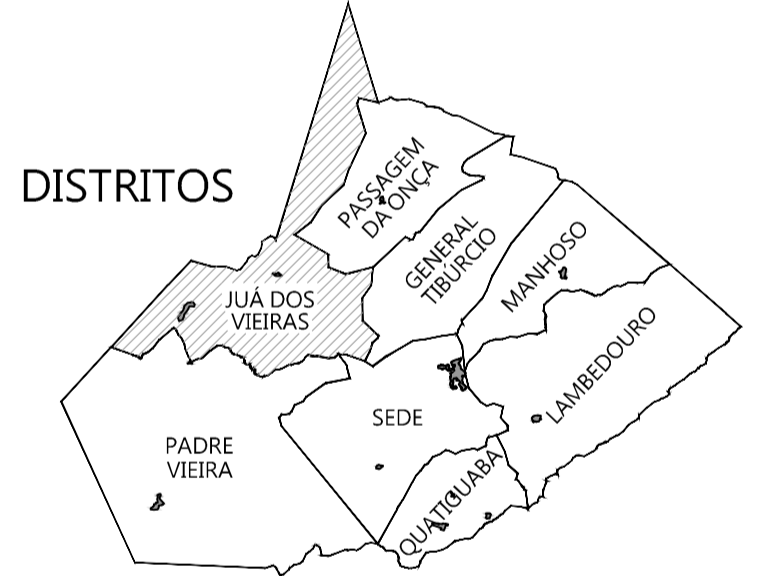 DISTRITOS
PASSAGEM
DA ONÇA
GENERAL
TIBÚRCIO
MANHOSO
JUÁ DOS
VIEIRAS
LAMBEDOURO
SEDE
PADRE
VIEIRA
QUATIGUABA